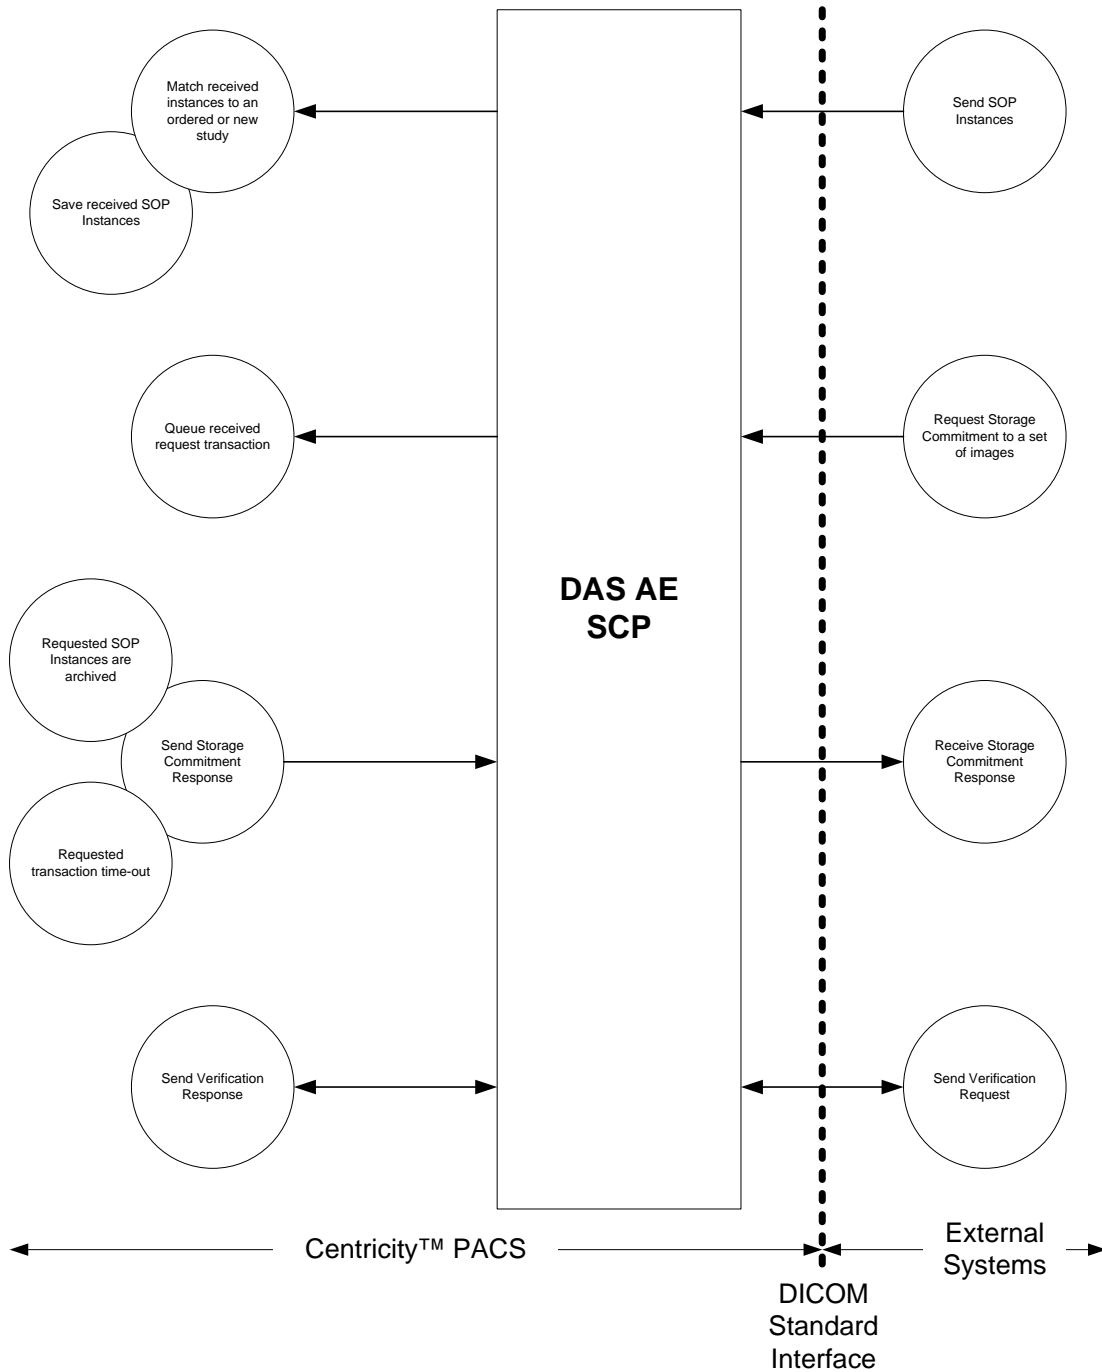 Match received
instances to an
ordered or new
study
Send SOP
Instances
Save received SOP
Instances
Queue received
request transaction
Request Storage
Commitment to a set
of images
DAS AE
SCP
Requested SOP
Instances are
archived
Send Storage
Commitment
Response
Receive Storage
Commitment
Response
Requested
transaction time-out
Send Verification
Response
Send Verification
Request
Centricity™ PACS
External
Systems
DICOM
Standard
Interface